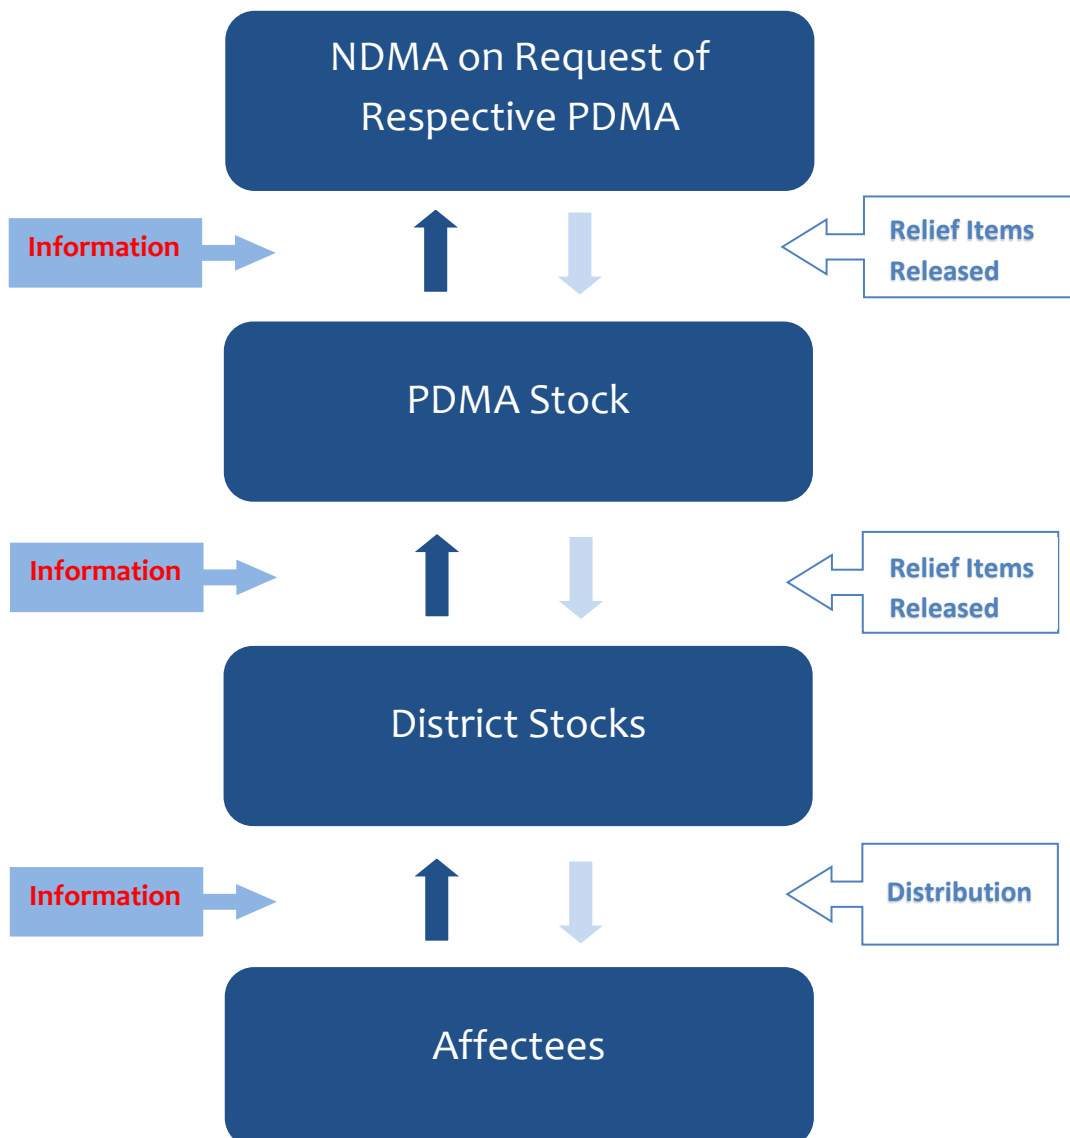 NDMA on Request of
Respective PDMA
Information
Relief Items
Released
PDMA Stock
Information
Relief Items
Released
District Stocks
Information
Distribution
Affectees